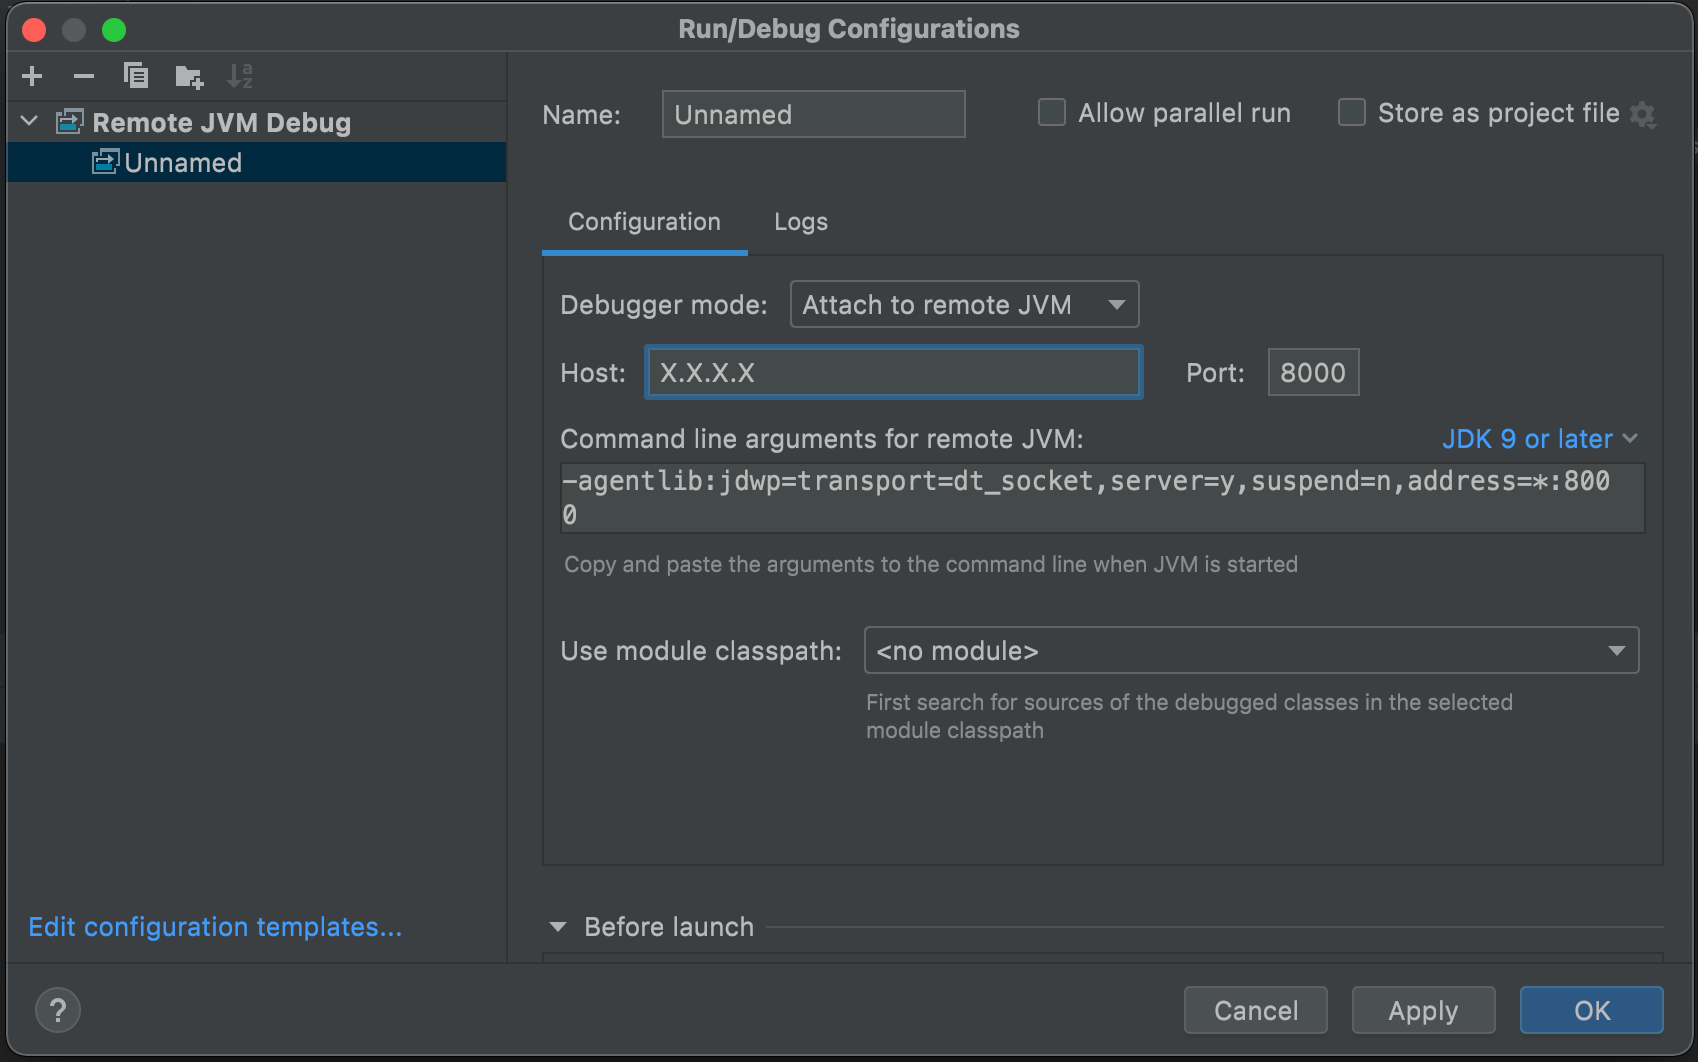 Run/Debug Configurations
Remote JVM Debug
Unnamed
Name:
Unnamed
Allow parallel run
Store as project file
Configuration
Logs
Debugger mode:
Attach to remote JVM
Host:
X.X.X.X
Port:
8000
Command line arguments for remote JVM:
JDK 9 or later
-agentlib:jdwp=transport=dt_socket,server=y,suspend=n,address=*:800
0
Copy and paste the arguments to the command line when JVM is started
Use module classpath:
<no module>
First search for sources of the debugged classes in the selected
module classpath
Edit configuration templates...
Before launch
?
Cancel
Apply
OK